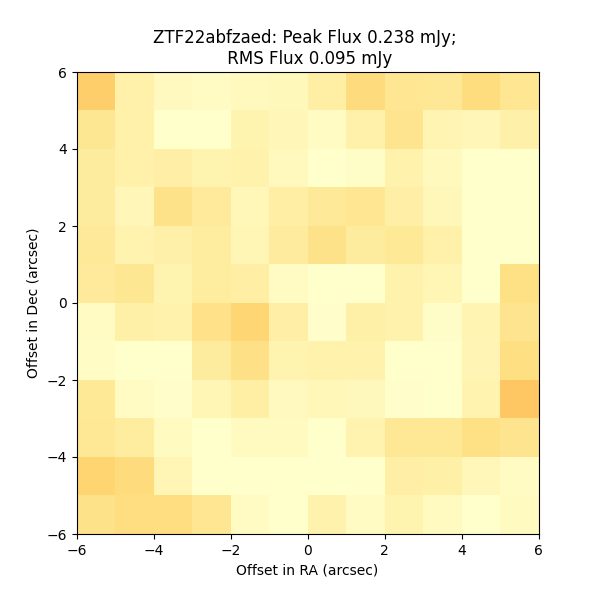 ZTF22abfzaed: Peak Flux 0.238 mJy;
RMS Flux 0.095 mJy
6
4
2
0
−2
−4
−6
Offset in Dec (arcsec)
−6 −4 −2 0 2 4 6
Offset in RA (arcsec)